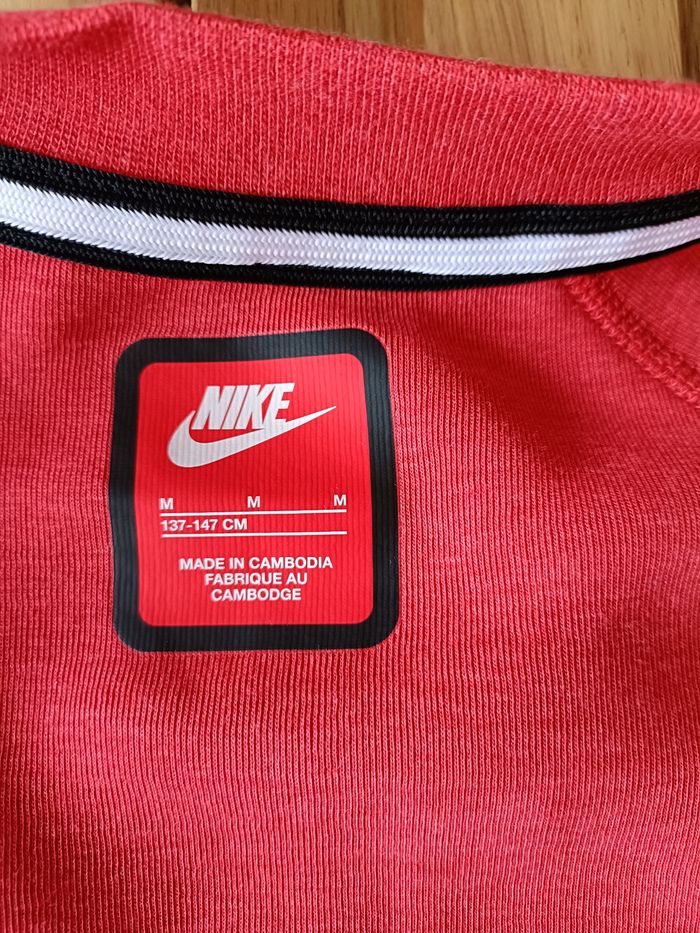 NIKE
M M M
137-147 CM
MADE IN CAMBODIA
FABRIQUE AU
CAMBODGE